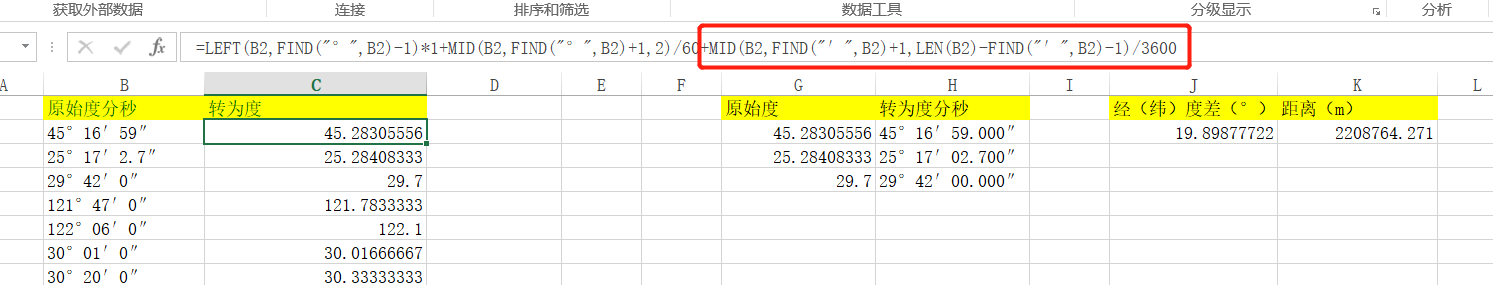 获取外部数据 连接 排序和筛选 数据工具 分级显示 分析
fx =LEFT(B2,FIND("°",B2)-1)*1+MID(B2,FIND("°",B2)+1,2)/60+MID(B2,FIND("′",B2)+1,LEN(B2)-FIND("′",B2)-1)/3600
A B C D E F G H I J K L
原始度分秒 转为度 原始度 转为度分秒 经（纬）度差（°） 距离（m）
45°16′59″ 45.28305556 45.28305556 45°16′59.000″ 19.89877722 2208764.271
25°17′2.7″ 25.28408333 25.28408333 25°17′02.700″
29°42′0″ 29.7 29.7 29°42′00.000″
121°47′0″ 121.7833333
122°06′0″ 122.1
30°01′0″ 30.01666667
30°20′0″ 30.33333333